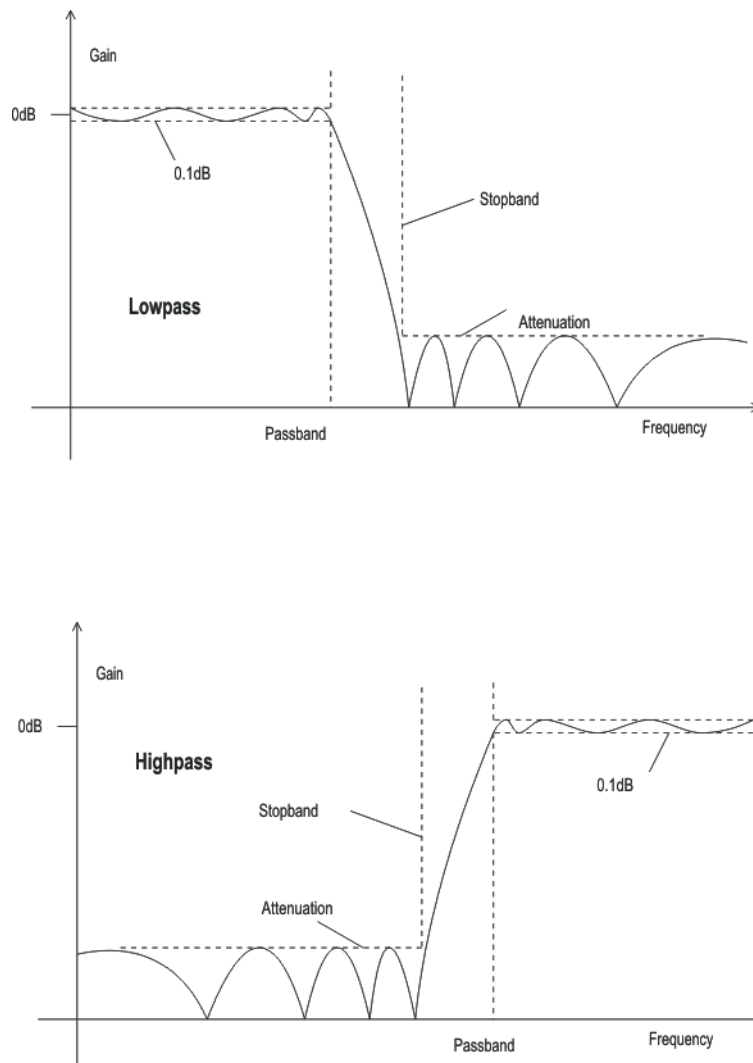 Gain
0dB
0.1dB
Stopband
Lowpass
Attenuation
Passband
Frequency
Gain
0dB
Highpass
0.1dB
Stopband
Attenuation
Passband
Frequency